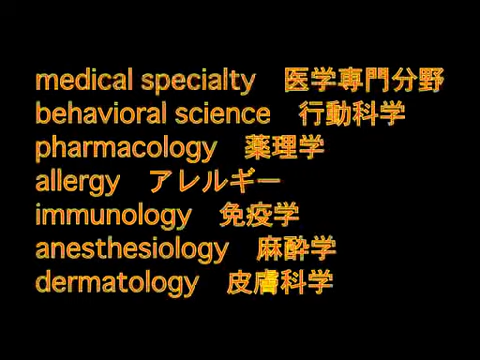 medical specialty 医学専門分野
behavioral science 行動科学
pharmacology 薬理学
allergy アレルギー
immunology 免疫学
anesthesiology 麻酔学
dermatology 皮膚科学